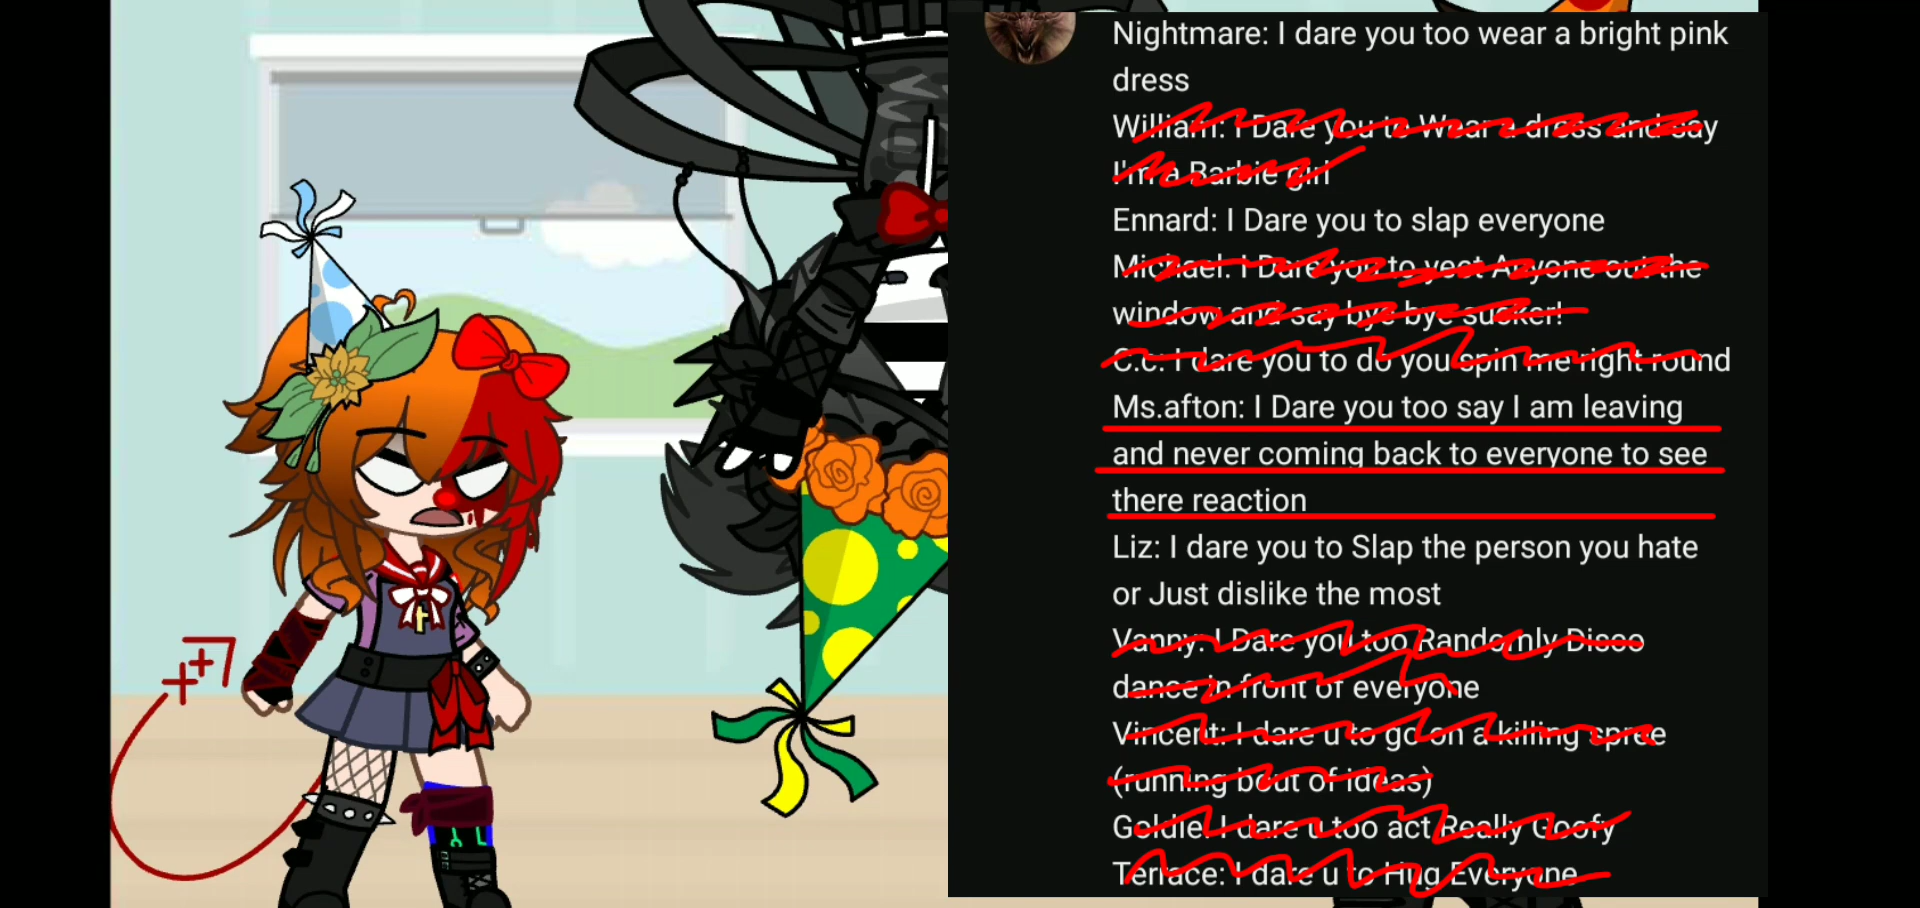 Nightmare: I dare you too wear a bright pink
dress
William: I Dare you to Wear a dress and say
I'm a Barbie girl
Ennard: I Dare you to slap everyone
Michael: I Dare you to yeet Anyone out the
window and say bye bye sucker!
C.c: I dare you to do you spin me right round
Ms.afton: I Dare you too say I am leaving
and never coming back to everyone to see
there reaction
Liz: I dare you to Slap the person you hate
or Just dislike the most
Vanny: I Dare you too Randomly Disco
dance in front of everyone
Vincent: I dare u to go on a killing spree
(running bout of ideas)
Goldie: I dare u too act Really Goofy
Terrace: I dare u to Hug Everyone